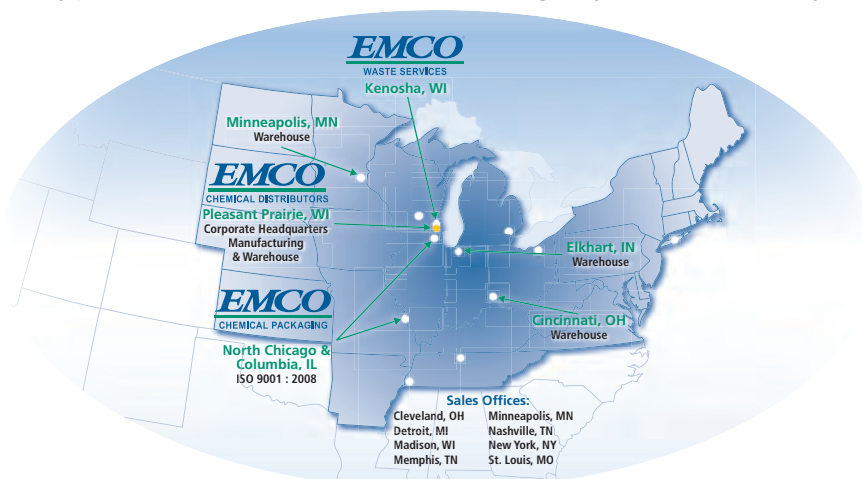 EMCO
WASTE SERVICES
Kenosha, WI
Minneapolis, MN
Warehouse
EMCO
CHEMICAL DISTRIBUTORS
Pleasant Prairie, WI
Corporate Headquarters
Manufacturing
& Warehouse
Elkhart, IN
Warehouse
EMCO
CHEMICAL PACKAGING
North Chicago &
Columbia, IL
ISO 9001 : 2008
Cincinnati, OH
Warehouse
Sales Offices:
Cleveland, OH
Detroit, MI
Madison, WI
Memphis, TN
Minneapolis, MN
Nashville, TN
New York, NY
St. Louis, MO